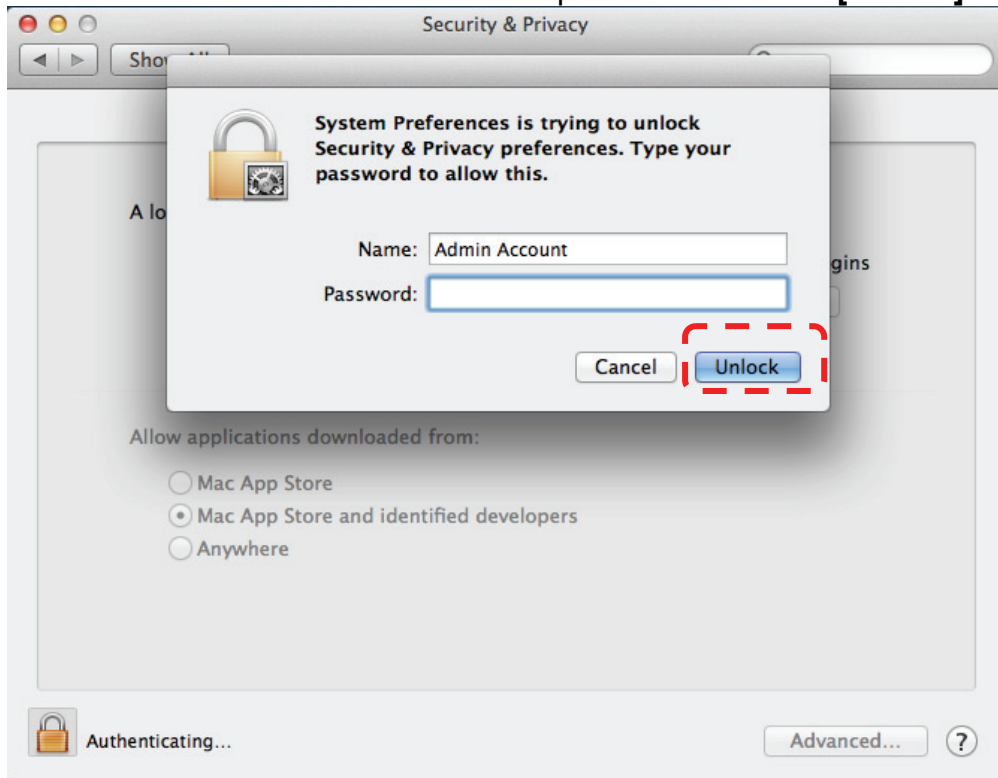 Security & Privacy
System Preferences is trying to unlock
Security & Privacy preferences. Type your
password to allow this.
A lo
Name: Admin Account
gins
Password:
Cancel Unlock
Allow applications downloaded from:
Mac App Store
Mac App Store and identified developers
Anywhere
Authenticating...
Advanced... ?